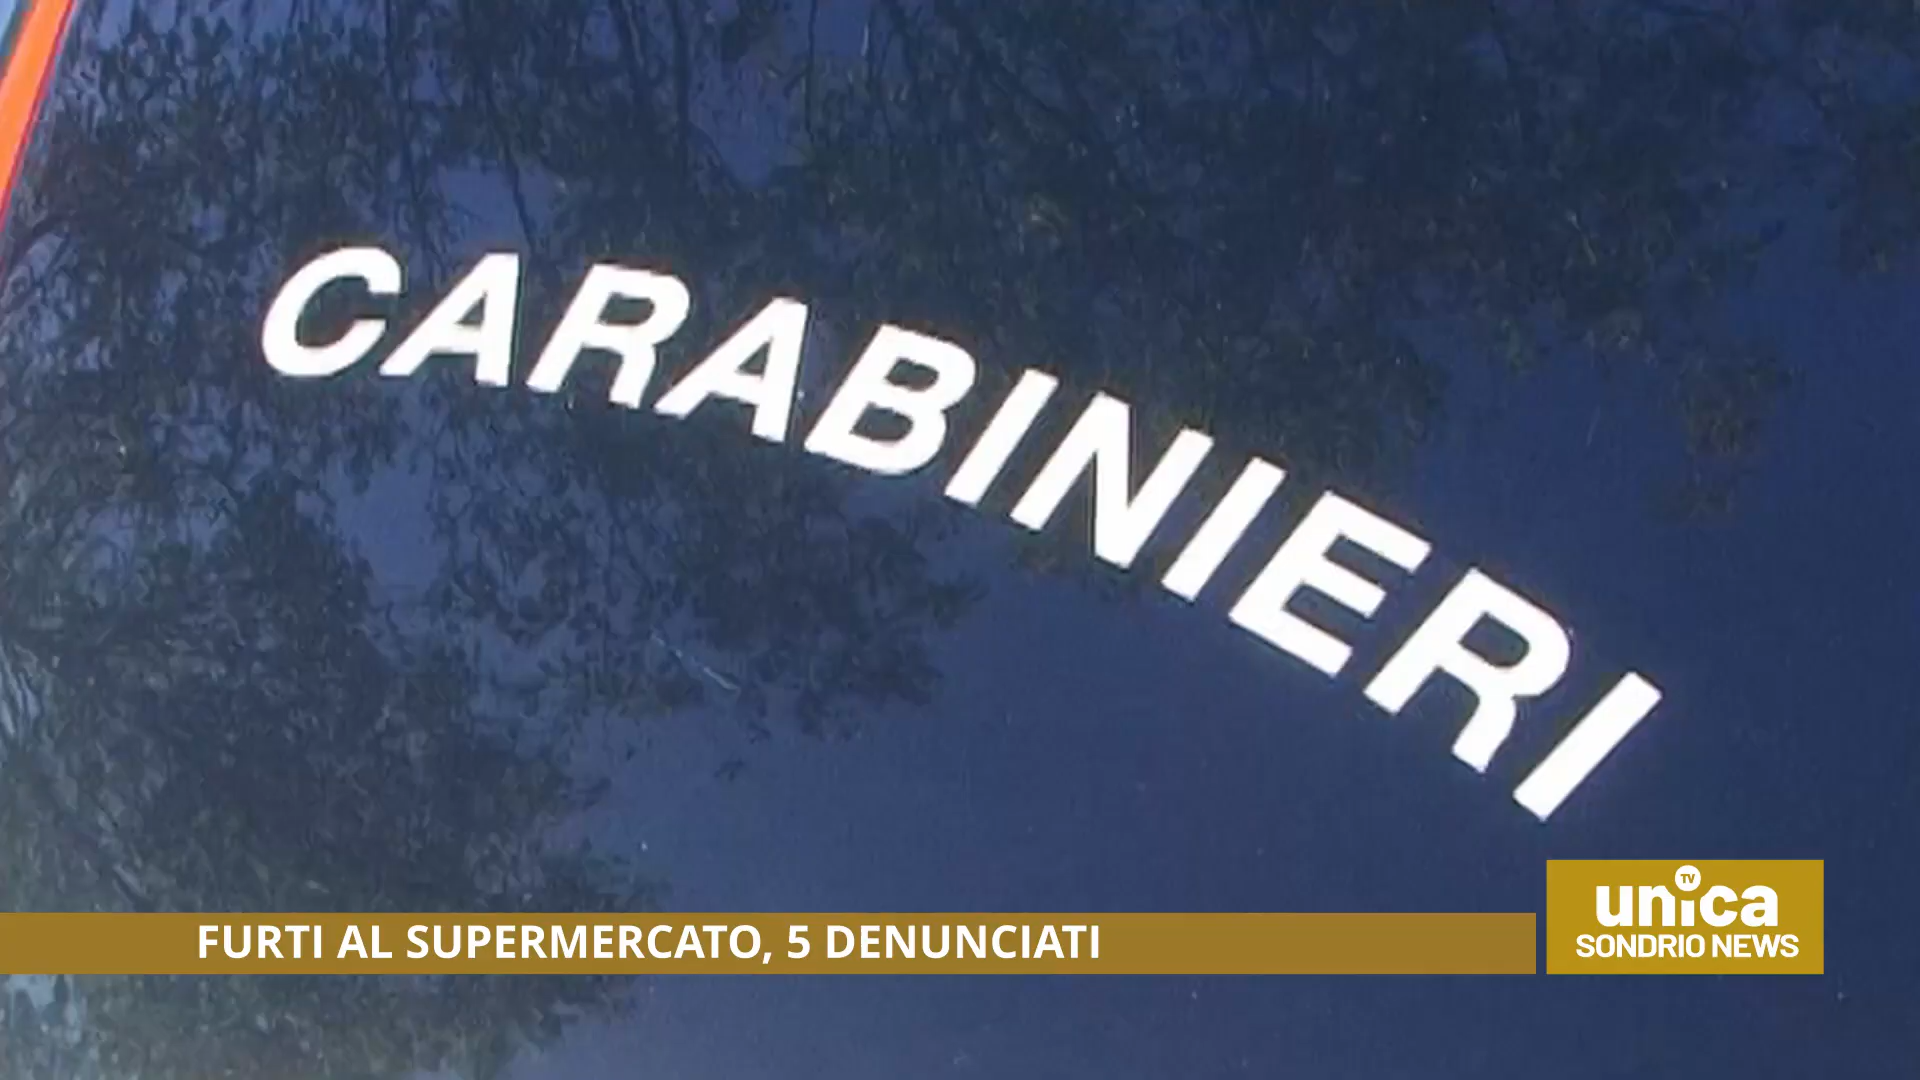 CARABINIERI
FURTI AL SUPERMERCATO, 5 DENUNCIATI
TV
unica
SONDRIO NEWS